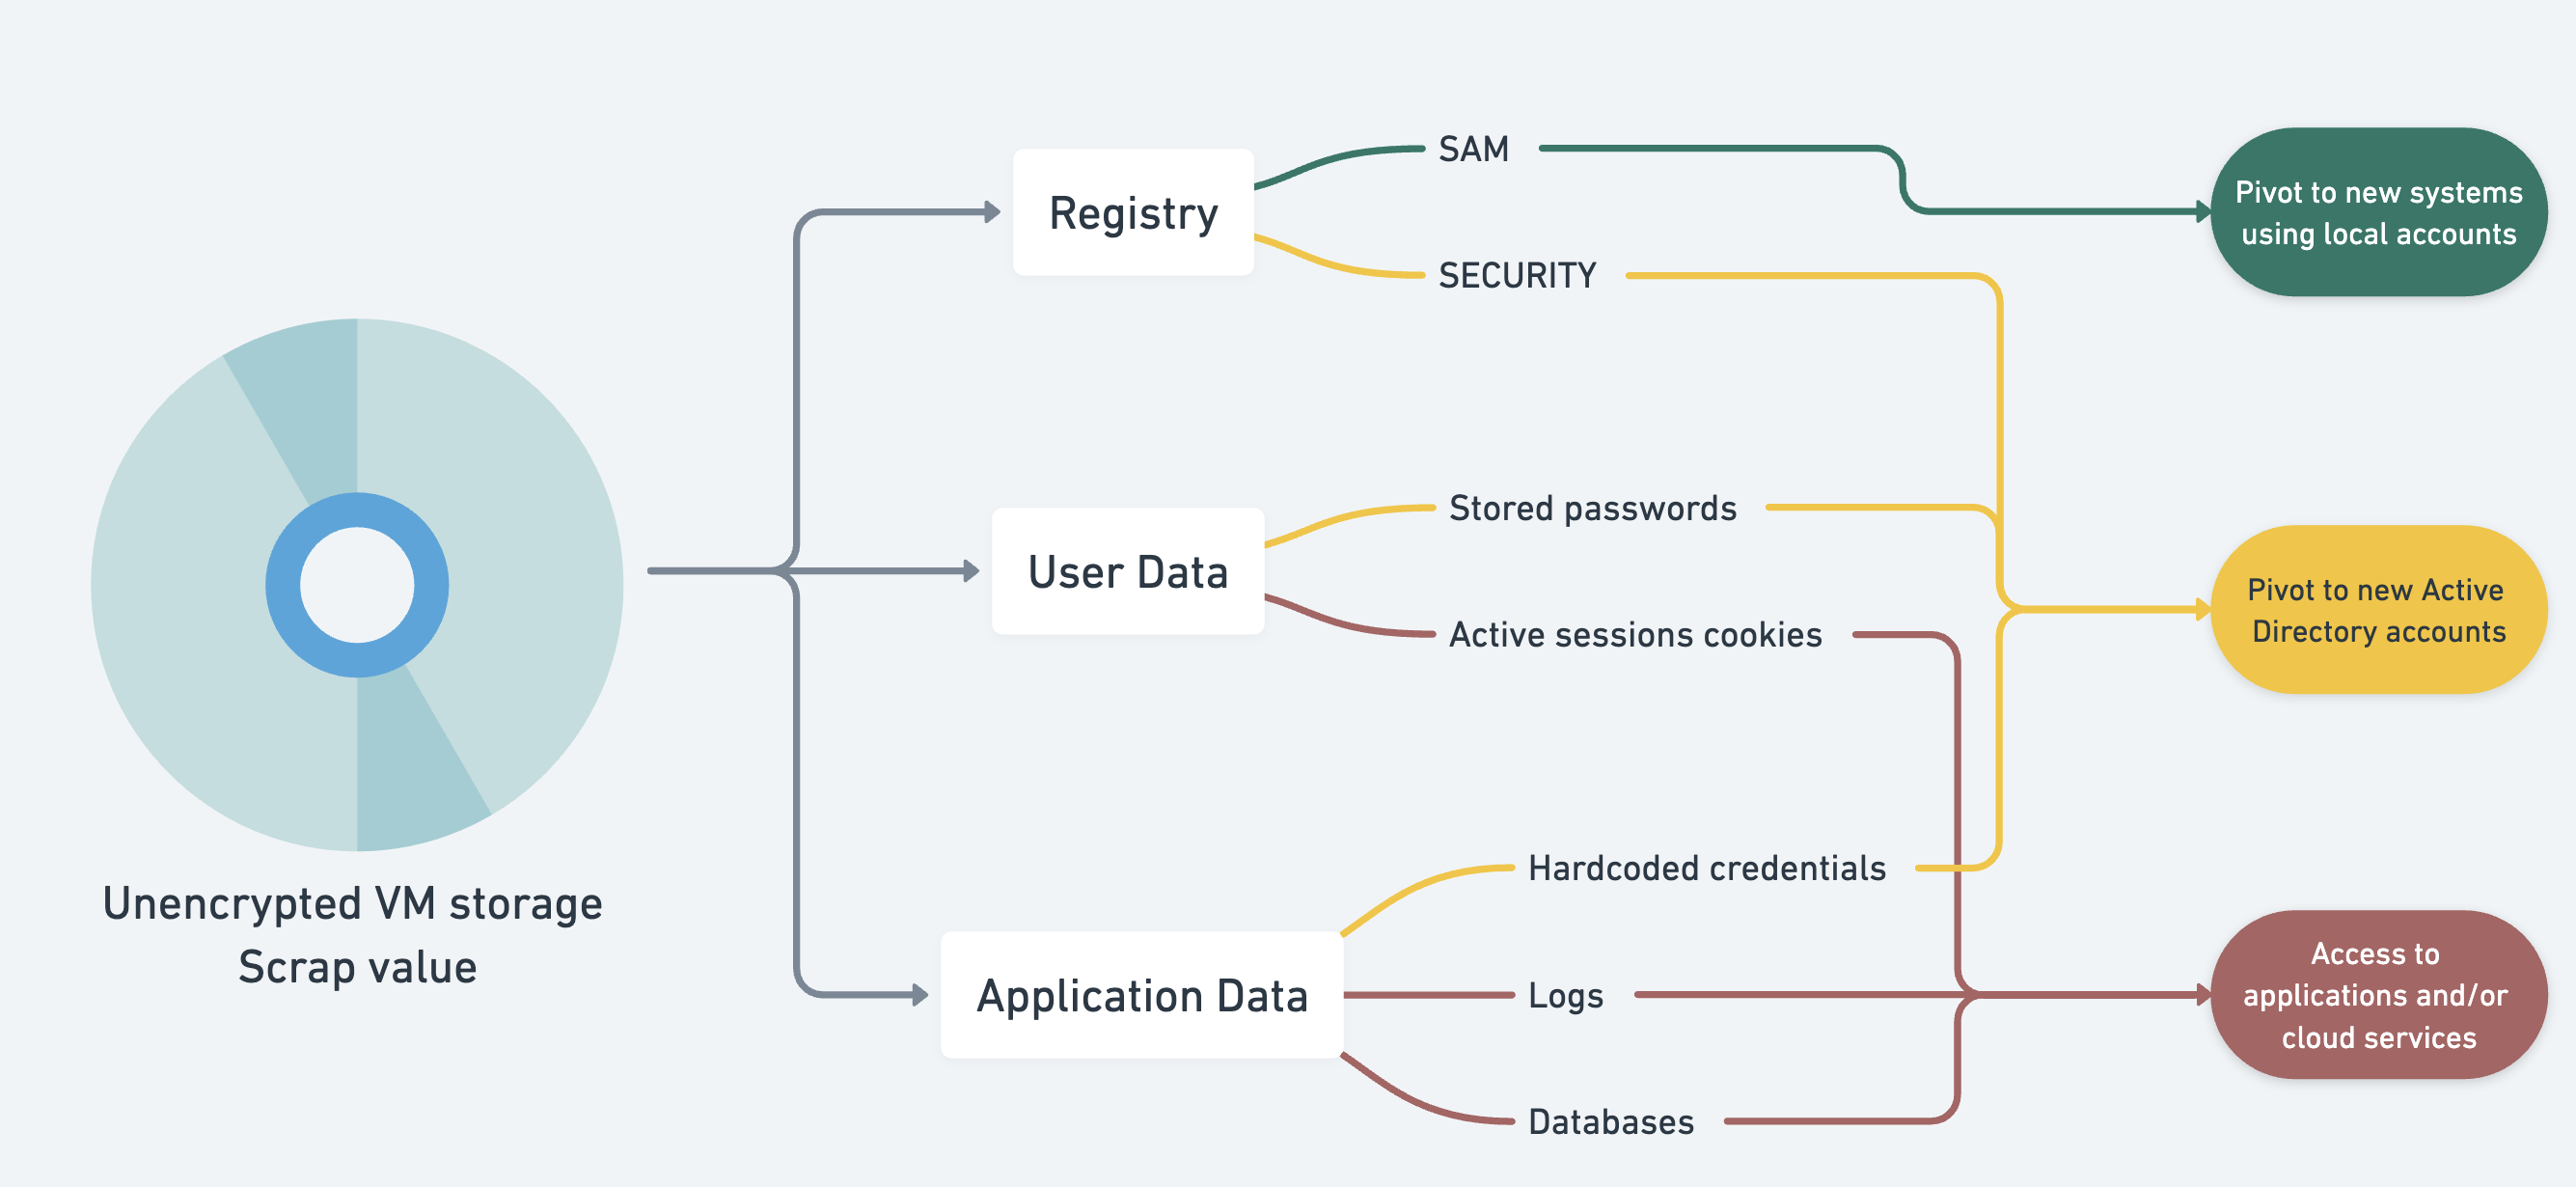 Unencrypted VM storage
Scrap value
Registry
SAM
SECURITY
User Data
Stored passwords
Active sessions cookies
Application Data
Hardcoded credentials
Logs
Databases
Pivot to new systems
using local accounts
Pivot to new Active
Directory accounts
Access to
applications and/or
cloud services